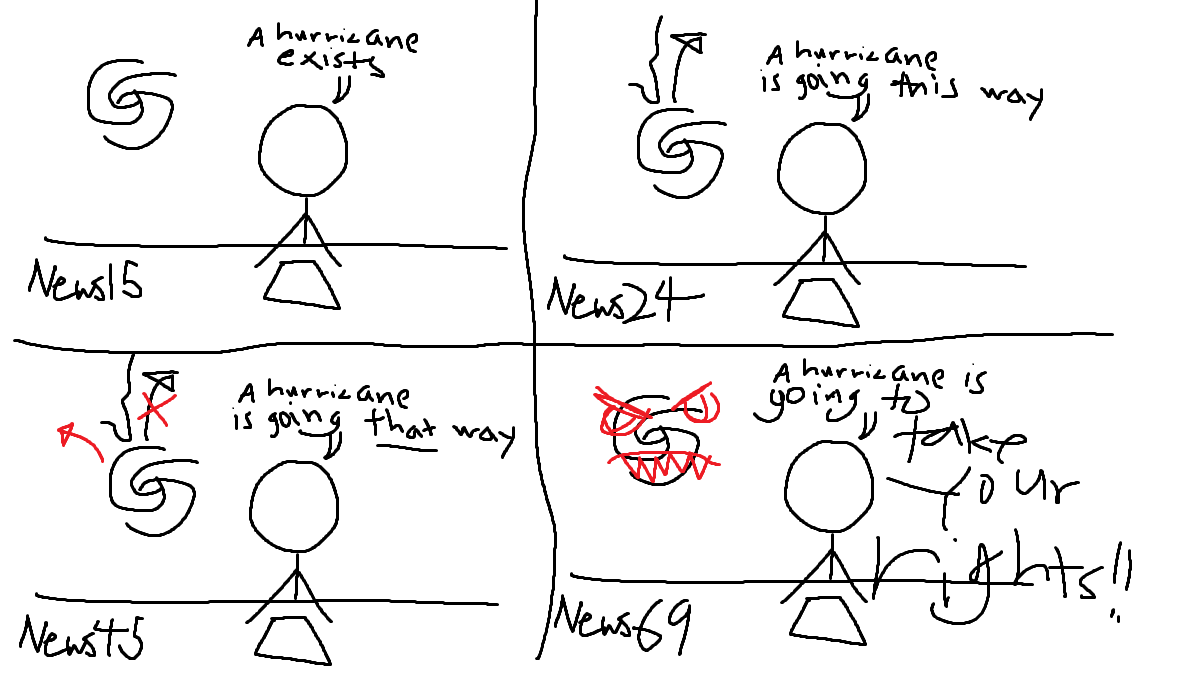 A hurricane
exists
News15
A hurricane
is going this way
News24
A hurricane
is going that way
News45
A hurricane is
going to
take
your
rights!!
News69